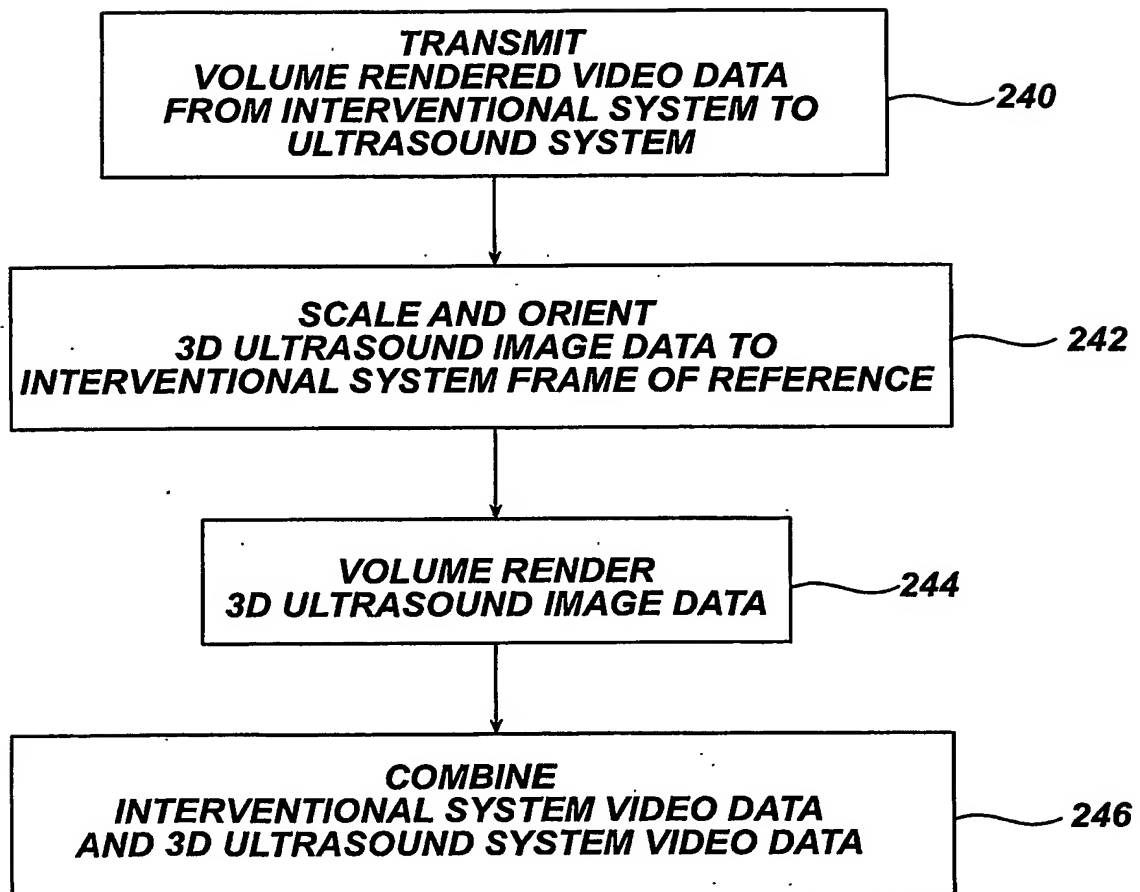 TRANSMIT
VOLUME RENDERED VIDEO DATA
FROM INTERVENTIONAL SYSTEM TO
ULTRASOUND SYSTEM
240
SCALE AND ORIENT
3D ULTRASOUND IMAGE DATA TO
INTERVENTIONAL SYSTEM FRAME OF REFERENCE
242
VOLUME RENDER
3D ULTRASOUND IMAGE DATA
244
COMBINE
INTERVENTIONAL SYSTEM VIDEO DATA
AND 3D ULTRASOUND SYSTEM VIDEO DATA
246